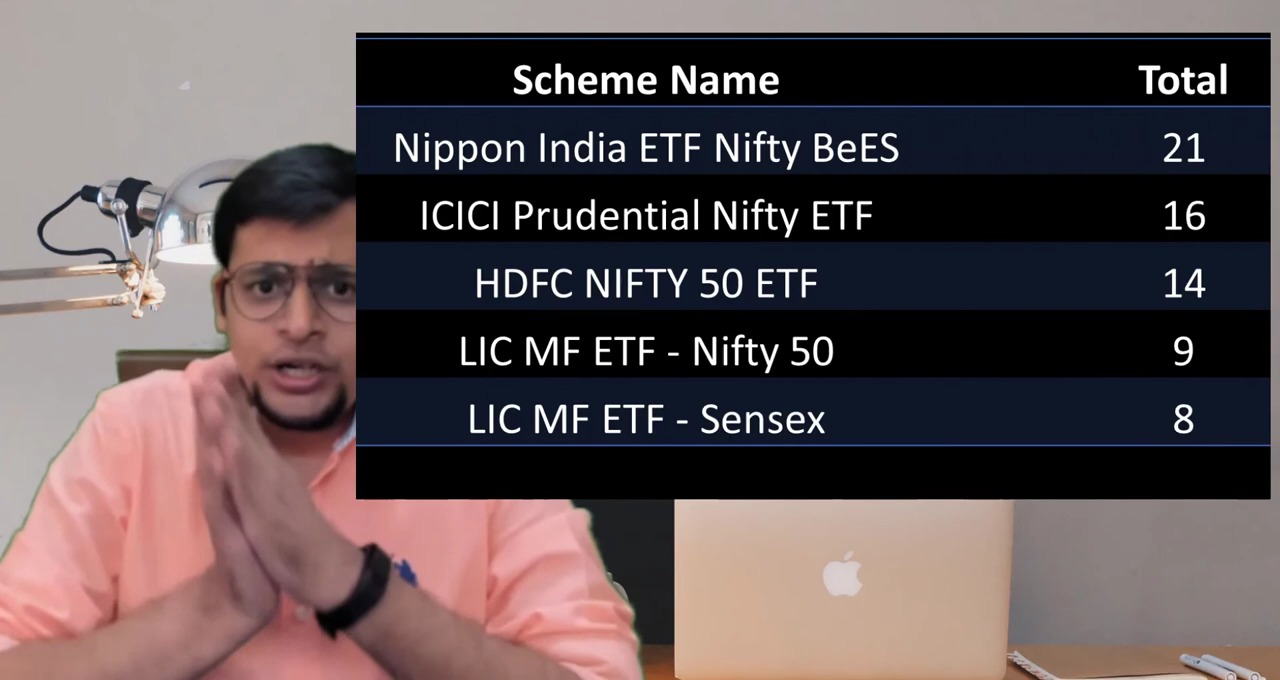 Scheme Name Total
Nippon India ETF Nifty BeES 21
ICICI Prudential Nifty ETF 16
HDFC NIFTY 50 ETF 14
LIC MF ETF - Nifty 50 9
LIC MF ETF - Sensex 8